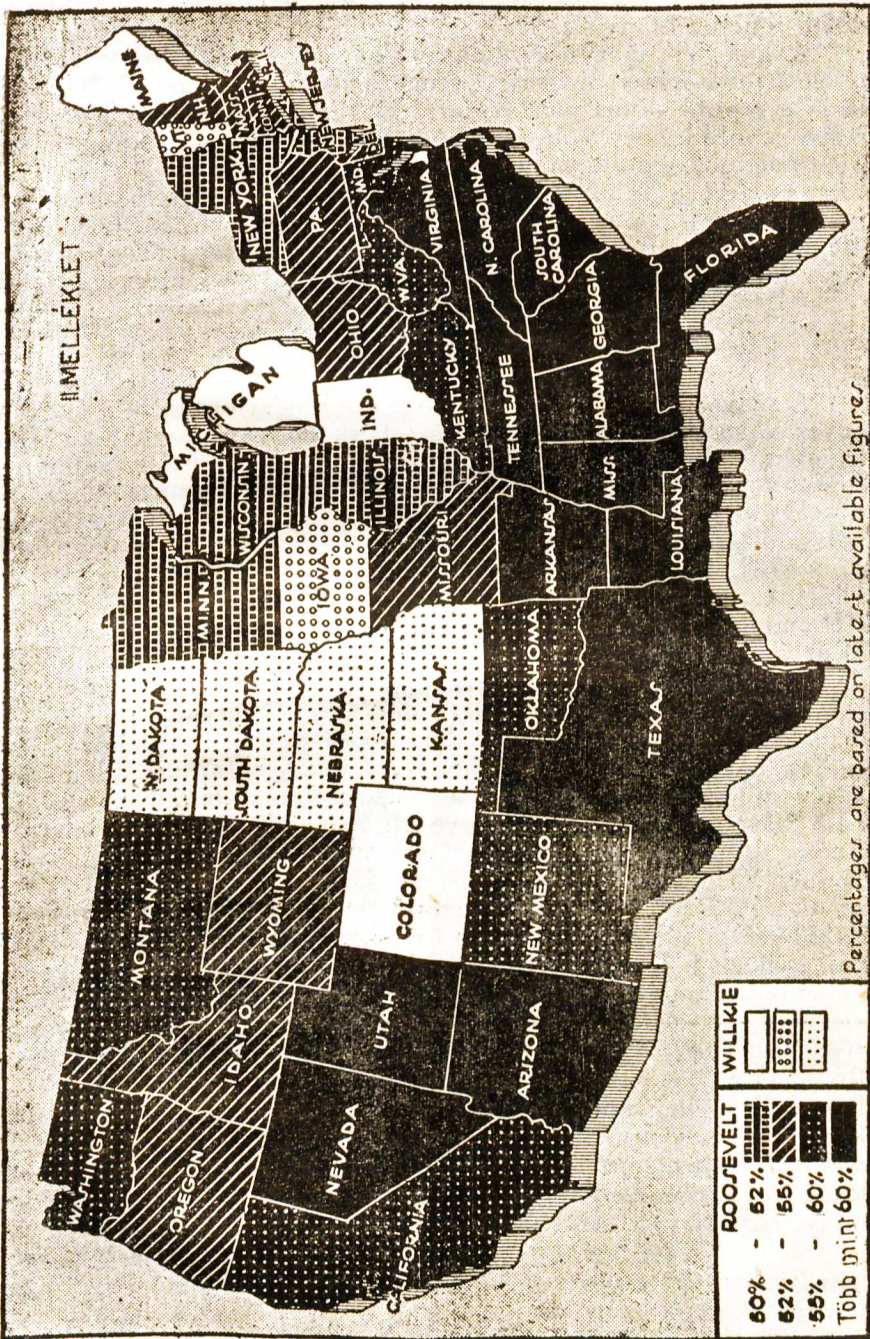 II. MELLÉKLET
WASHINGTON
OREGON
CALIFORNIA
NEVADA
IDAHO
MONTANA
WYOMING
UTAH
ARIZONA
COLORADO
NEW MEXICO
N. DAKOTA
SOUTH DAKOTA
NEBRASKA
KANSAS
OKLAHOMA
TEXAS
MINN.
IOWA
MISSOURI
ARKANSAS
LOUISIANA
WISCONSIN
ILLINOIS
MICHIGAN
IND.
OHIO
KENTUCKY
TENNESSEE
MISS.
ALABAMA
GEORGIA
FLORIDA
SOUTH
CAROLINA
N. CAROLINA
VIRGINIA
W.VA.
MD.
DEL.
PA.
NEW JERSEY
NEW YORK
CONN.
R.I.
MASS.
VT.
N.H.
MAINE
ROOSEVELT
WILLKIE
50% - 52%
52% - 55%
55% - 60%
Több mint 60%
Percentages are based on latest available figures